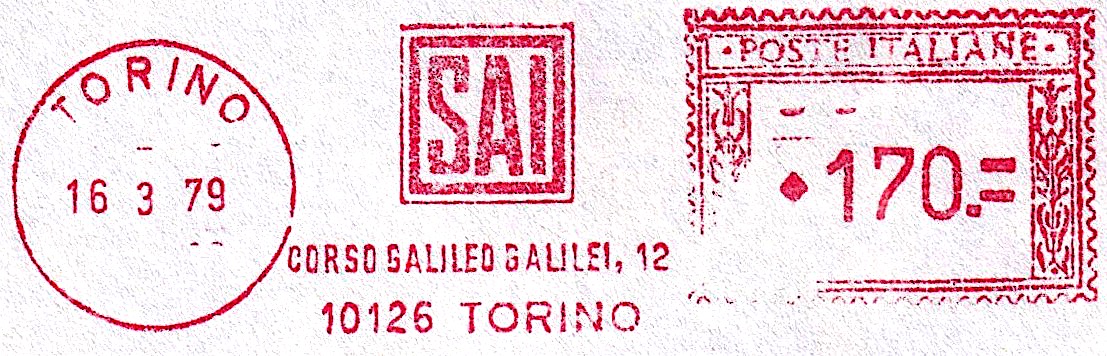 TORINO
16 3 79
SAI
CORSO GALILEO GALILEI, 12
10126 TORINO
• POSTE ITALIANE •
♦170.=